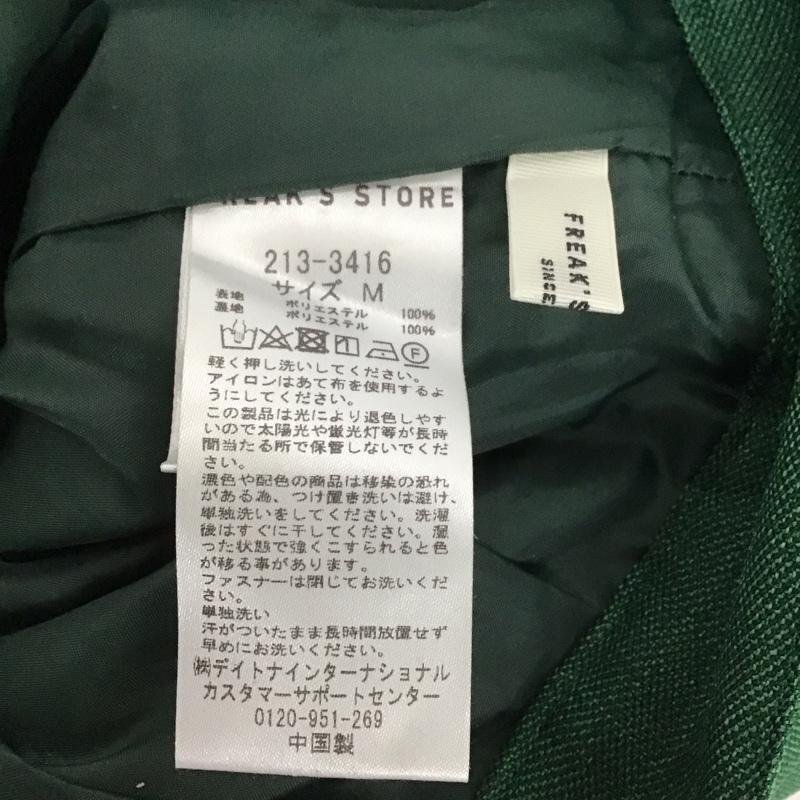 FREAK'S STORE
213-3416
サイズ M
表地 ポリエステル 100%
裏地 ポリエステル 100%
F
軽く押し洗いしてください。
アイロンはあて布を使用するよ
うにしてください。
この製品は光により退色しやす
いので太陽光や蛍光灯等が長時
間当たる所で保管しないでくだ
さい。
濃色や配色の商品は移染の恐れ
がある為、つけ置き洗いは避け、
単独洗いをしてください。洗濯
後はすぐに干してください。湿
った状態で強くこすられると色
が移る事があります。
ファスナーは閉じてお洗いくだ
さい。
単独洗い
汗がついたまま長時間放置せず
早めにお洗いください。
㈱デイトナインターナショナル
カスタマーサポートセンター
0120-951-269
中国製
FREAK'S
SINCE